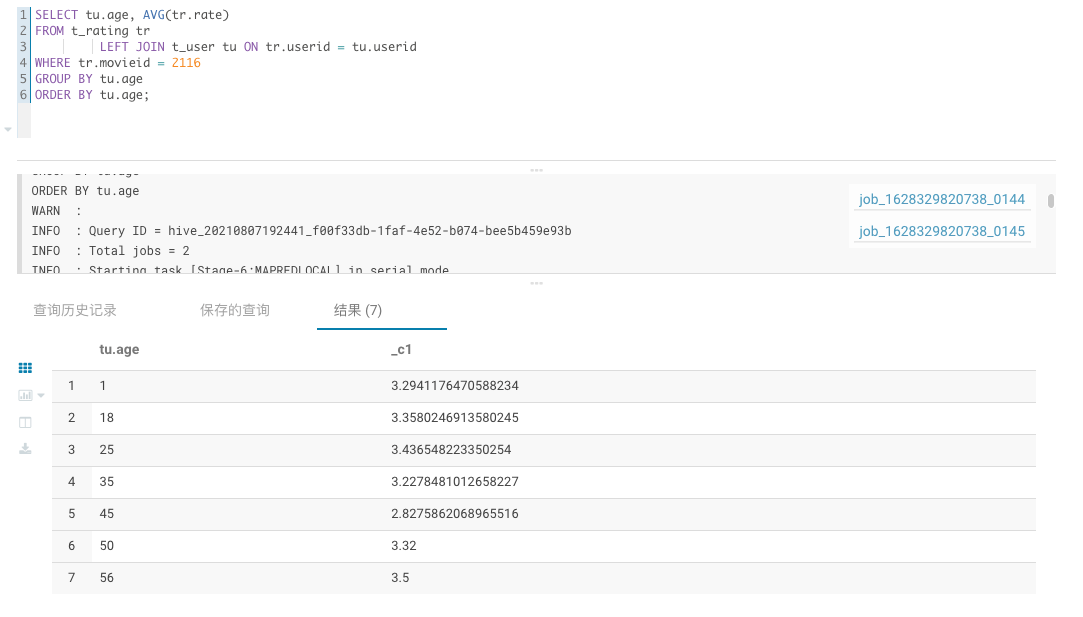 1 SELECT tu.age, AVG(tr.rate)
2 FROM t_rating tr
3 LEFT JOIN t_user tu ON tr.userid = tu.userid
4 WHERE tr.movieid = 2116
5 GROUP BY tu.age
6 ORDER BY tu.age;
GROUP BY tu.age
ORDER BY tu.age
WARN :
INFO : Query ID = hive_20210807192441_f00f33db-1faf-4e52-b074-bee5b459e93b
INFO : Total jobs = 2
INFO : Starting task [Stage-6:MAPREDLOCAL] in serial mode
job_1628329820738_0144
job_1628329820738_0145
查询历史记录 保存的查询 结果 (7)
tu.age _c1
1 1 3.2941176470588234
2 18 3.3580246913580245
3 25 3.436548223350254
4 35 3.2278481012658227
5 45 2.8275862068965516
6 50 3.32
7 56 3.5